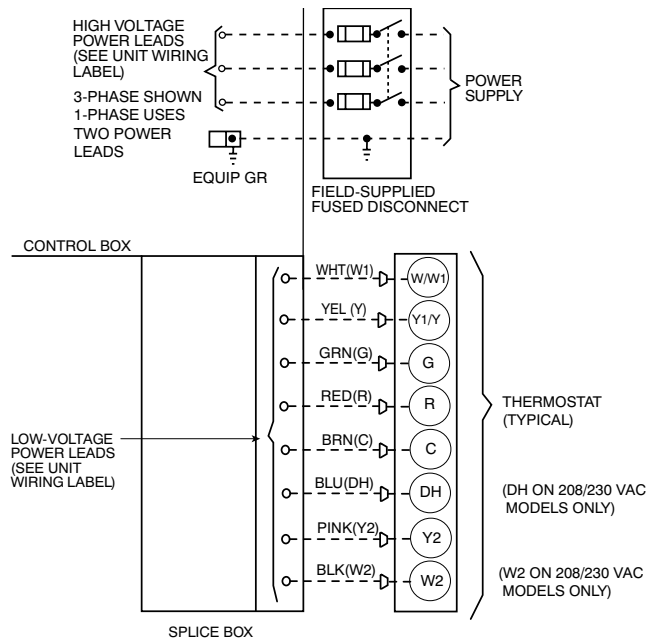 HIGH VOLTAGE
POWER LEADS
(SEE UNIT WIRING
LABEL)
3-PHASE SHOWN
1-PHASE USES
TWO POWER
LEADS
POWER
SUPPLY
EQUIP GR
FIELD-SUPPLIED
FUSED DISCONNECT
CONTROL BOX
WHT(W1)
W/W1
YEL (Y)
Y1/Y
GRN(G)
G
RED(R)
R
THERMOSTAT
(TYPICAL)
LOW-VOLTAGE
POWER LEADS
(SEE UNIT
WIRING LABEL)
BRN(C)
C
BLU(DH)
DH
(DH ON 208/230 VAC
MODELS ONLY)
PINK(Y2)
Y2
BLK(W2)
W2
(W2 ON 208/230 VAC
MODELS ONLY)
SPLICE BOX